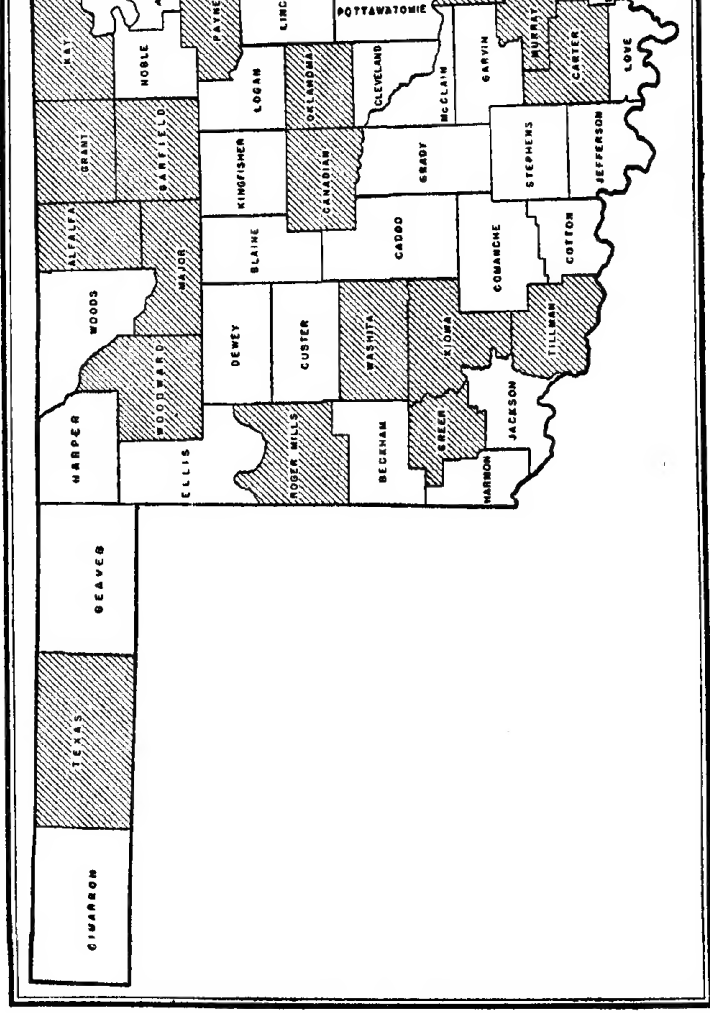 CIMARRON
TEXAS
BEAVER
HARPER
ELLIS
WOODWARD
WOODS
ALFALFA
MAJOR
GRANT
GARFIELD
KAY
NOBLE
PAYNE
LINC
POTTAWATOMIE
LOGAN
OKLAHOMA
CLEVELAND
McCLAIN
GARVIN
MURRAY
CARTER
LOVE
KINGFISHER
CANADIAN
GRADY
STEPHENS
JEFFERSON
BLAINE
CADDO
COMANCHE
COTTON
DEWEY
CUSTER
WASHITA
KIOWA
TILLMAN
ROGER MILLS
BECKHAM
GREER
JACKSON
HARMON